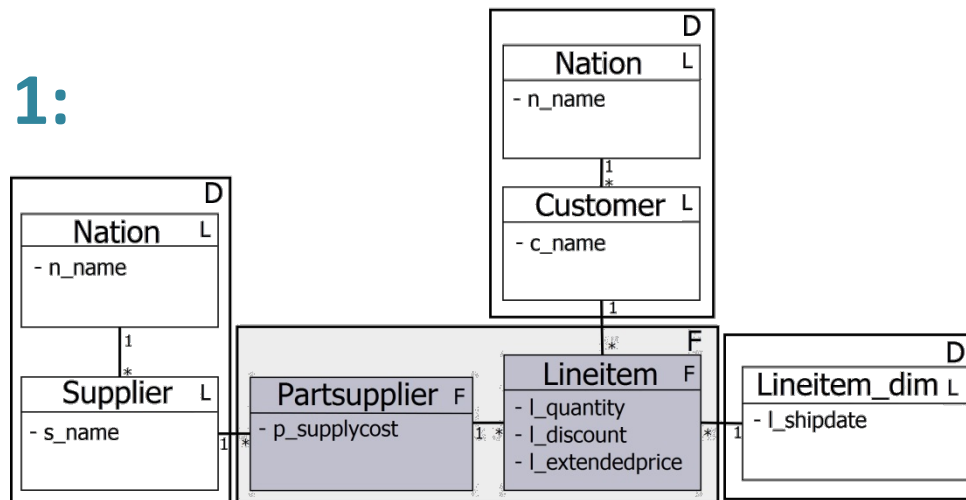 1:
D
Nation L
- n_name
1
*
Customer L
- c_name
1
*
D
Nation L
- n_name
1
*
Supplier L
- s_name
1 *
F
Partsupplier F
- p_supplycost
1 *
Lineitem F
- l_quantity
- l_discount
- l_extendedprice
* 1
D
Lineitem_dim L
- l_shipdate